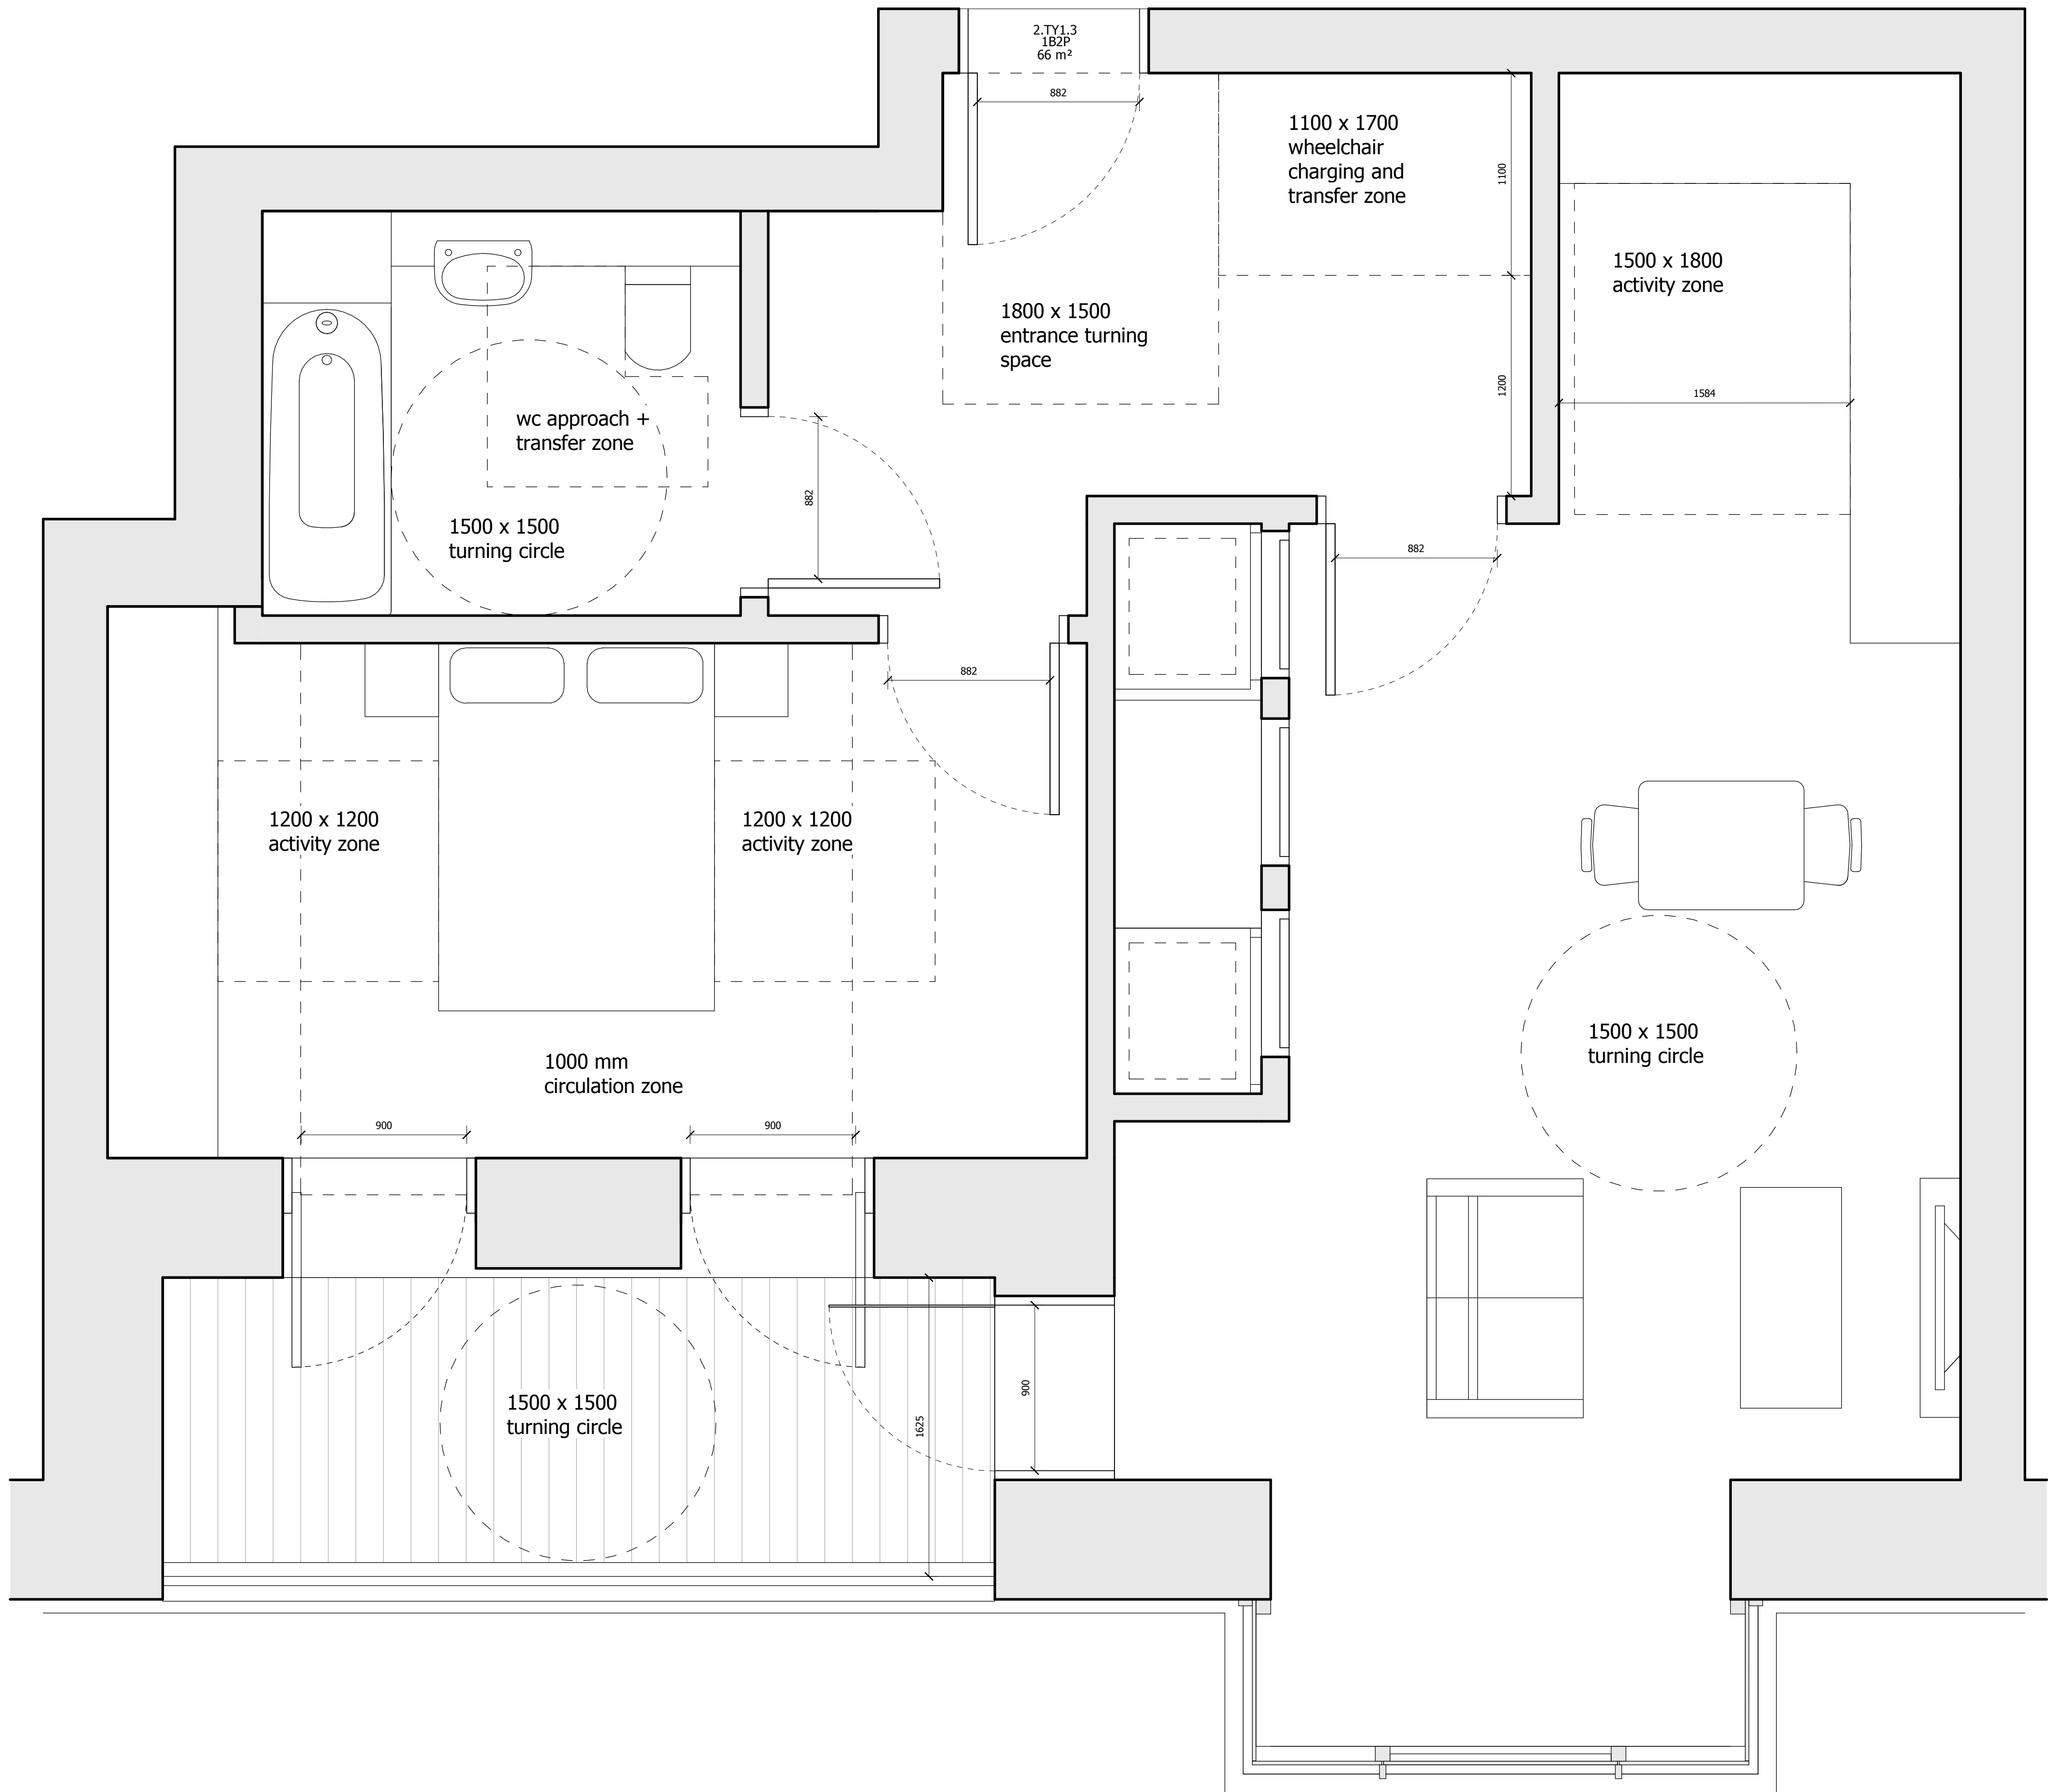 2.TY1.3
1B2P
66 m²
882
1100 x 1700
wheelchair
charging and
transfer zone
1100
1500 x 1800
activity zone
1800 x 1500
entrance turning
space
1200
1584
wc approach +
transfer zone
882
1500 x 1500
turning circle
882
882
1200 x 1200
activity zone
1200 x 1200
activity zone
1500 x 1500
turning circle
1000 mm
circulation zone
900
900
900
1500 x 1500
turning circle
1625